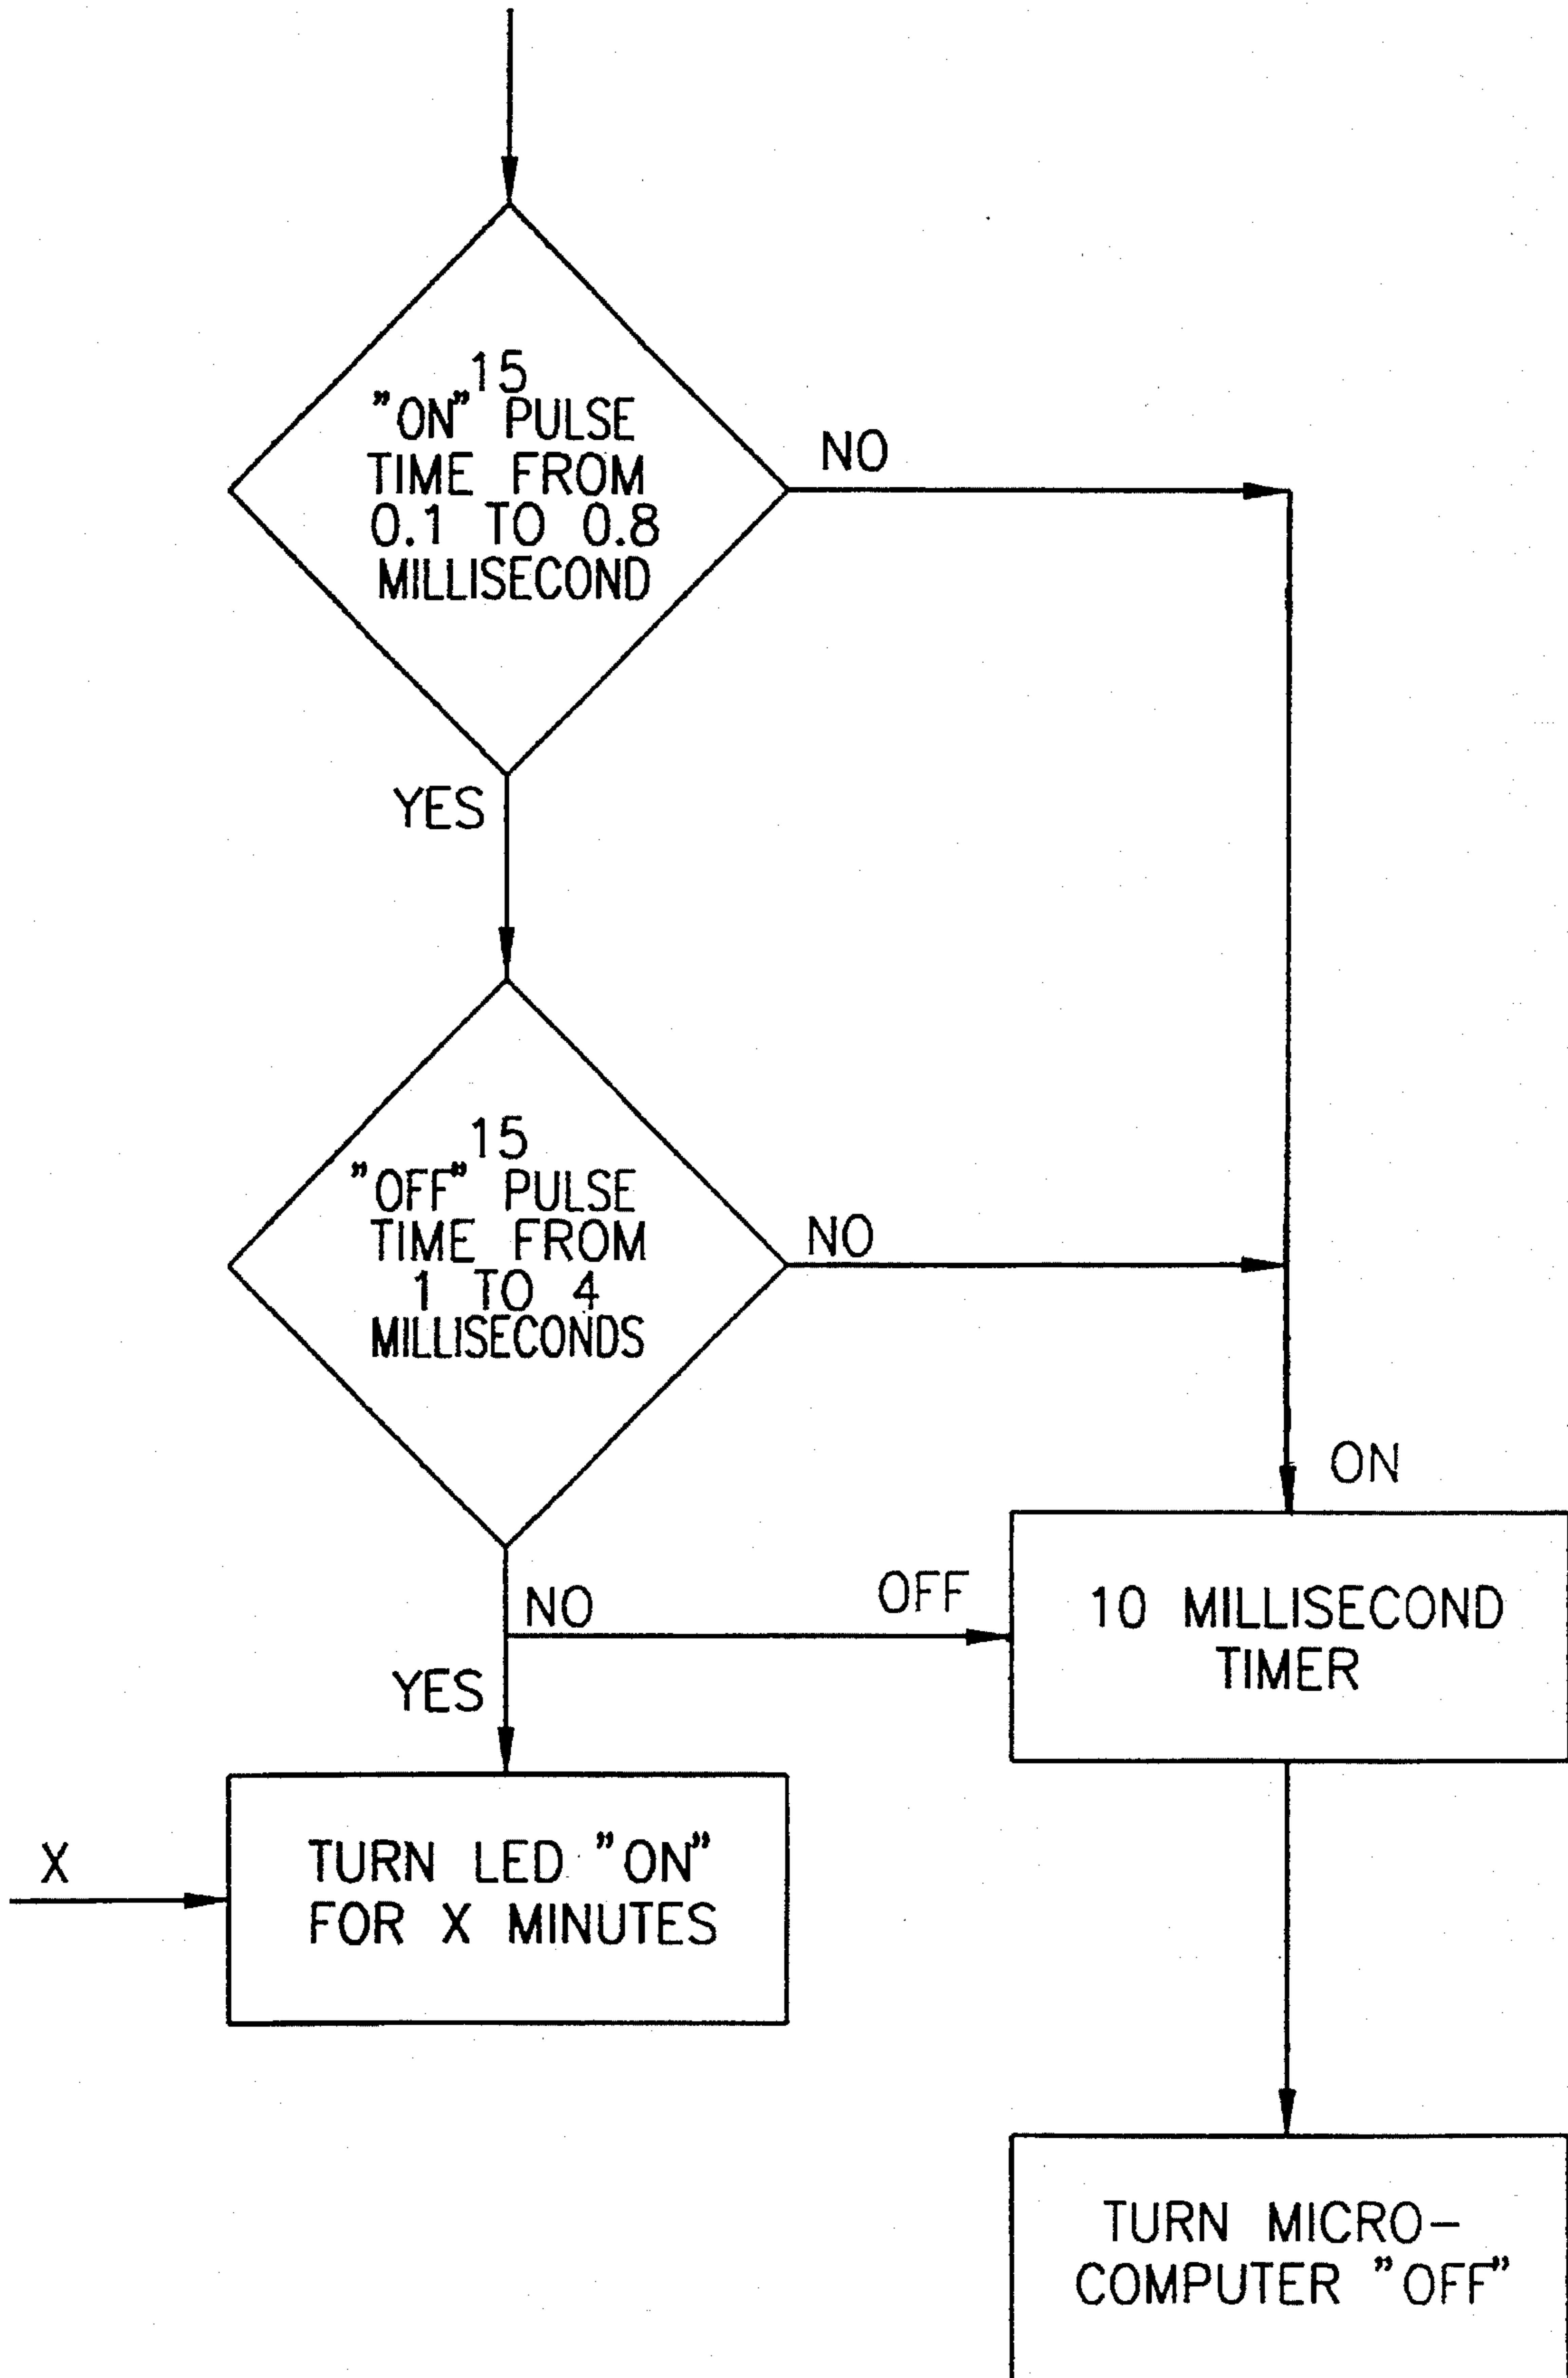 15
"ON" PULSE
TIME FROM
0.1 TO 0.8
MILLISECOND
NO
YES
15
"OFF" PULSE
TIME FROM
1 TO 4
MILLISECONDS
NO
ON
NO
OFF
10 MILLISECOND
TIMER
YES
X
TURN LED "ON"
FOR X MINUTES
TURN MICRO-
COMPUTER "OFF"